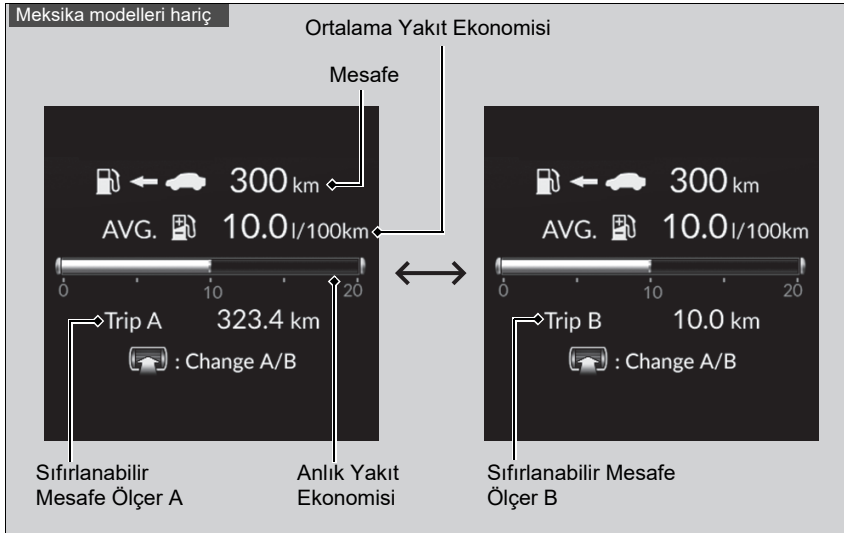 Meksika modelleri hariç
Ortalama Yakıt Ekonomisi
Mesafe
300 km
AVG. 10.0 l/100km
0 10 20
Trip A 323.4 km
: Change A/B
300 km
AVG. 10.0 l/100km
0 10 20
Trip B 10.0 km
: Change A/B
Sıfırlanabilir
Mesafe Ölçer A
Anlık Yakıt
Ekonomisi
Sıfırlanabilir Mesafe
Ölçer B